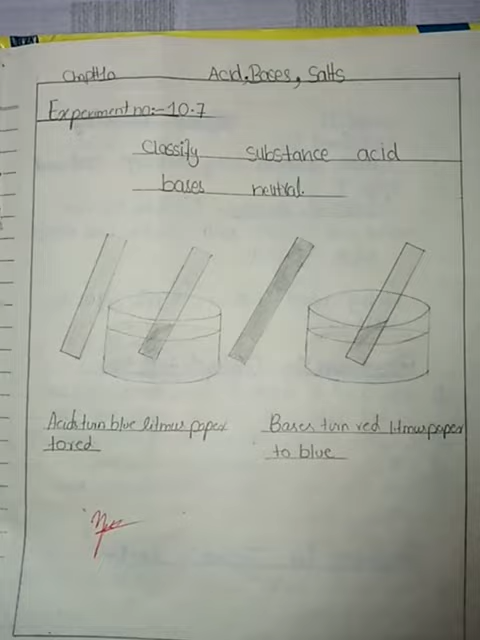 Chapt10 Acid,Bases, Salts
Experiment no:-10.7
Classify substance acid
bases neutral.
Acids turn blue litmus paper
to red
Bases turn red litmus paper
to blue